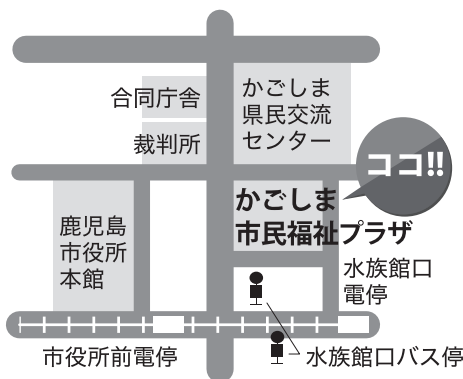 合同庁舎
裁判所
かごしま
県民交流
センター
ココ!!
かごしま
市民福祉プラザ
鹿児島
市役所
本館
水族館口
電停
市役所前電停
水族館口バス停